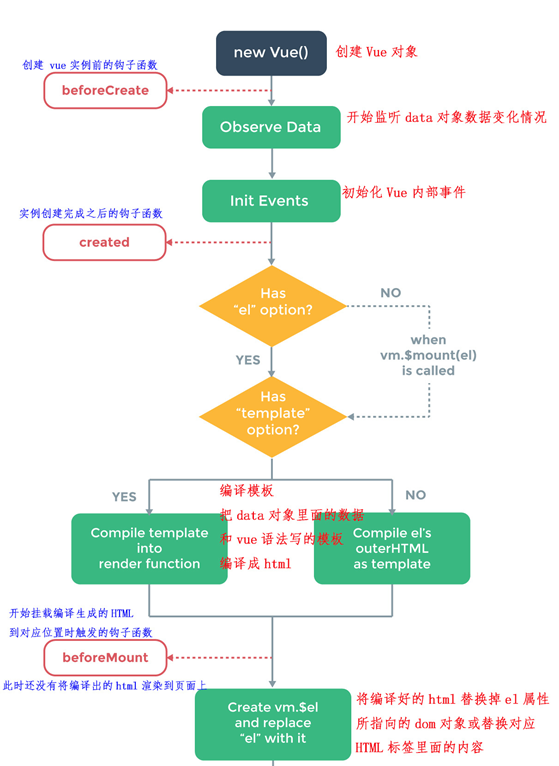 new Vue()
创建 Vue 对象
创建 vue 实例前的钩子函数
beforeCreate
Observe Data
开始监听 data 对象数据变化情况
Init Events
初始化 Vue 内部事件
实例创建完成之后的钩子函数
created
Has
"el" option?
NO
when
vm.$mount(el)
is called
YES
Has
"template"
option?
YES
NO
编译模板
把 data 对象里面的数据
和 vue 语法写的模板
编译成 html
Compile template
into
render function
Compile el's
outerHTML
as template
开始挂载编译生成的 HTML
到对应位置时触发的钩子函数
beforeMount
此时还没有将编译出的 html 渲染到页面上
Create vm.$el
and replace
"el" with it
将编译好的 html 替换掉 el 属性
所指向的 dom 对象或替换对应
HTML 标签里面的内容